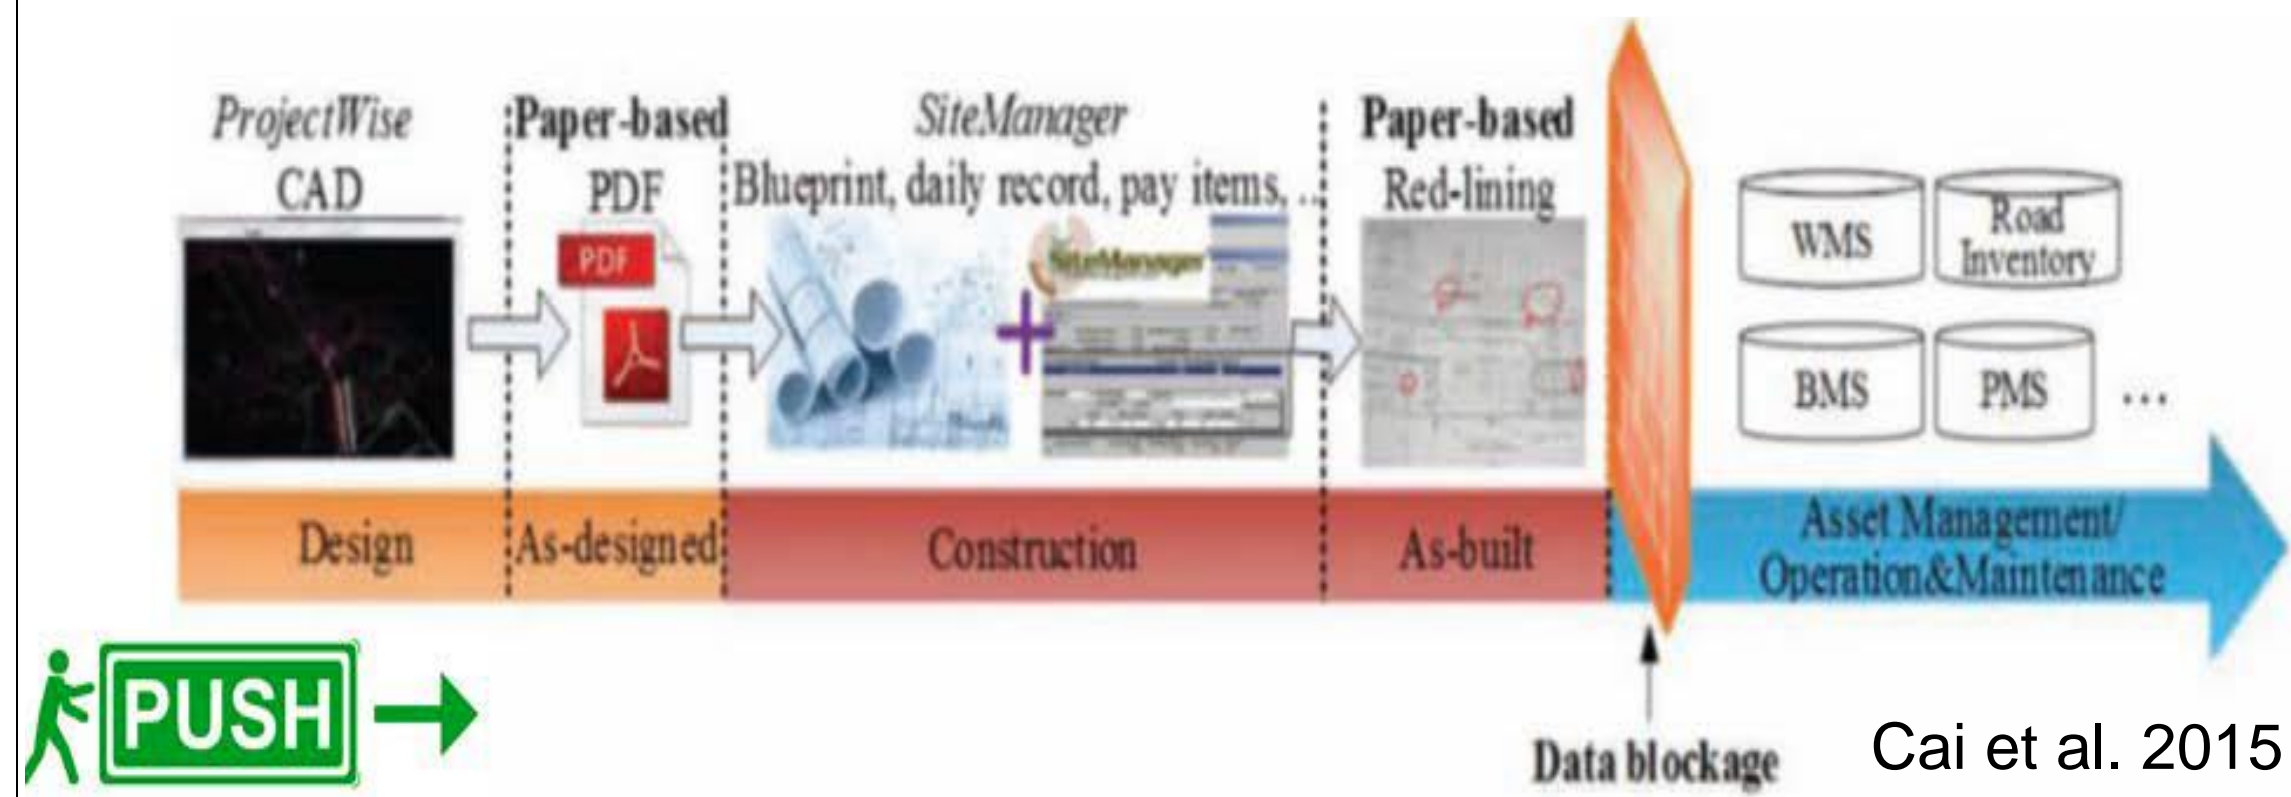 ProjectWise
CAD
Paper-based
PDF
PDF
SiteManager
Blueprint, daily record, pay items, ..
SiteManager
Paper-based
Red-lining
WMS
Road
Inventory
BMS
PMS
...
Design
As-designed
Construction
As-built
Asset Management/
Operation&Maintenance
PUSH
Data blockage
Cai et al. 2015